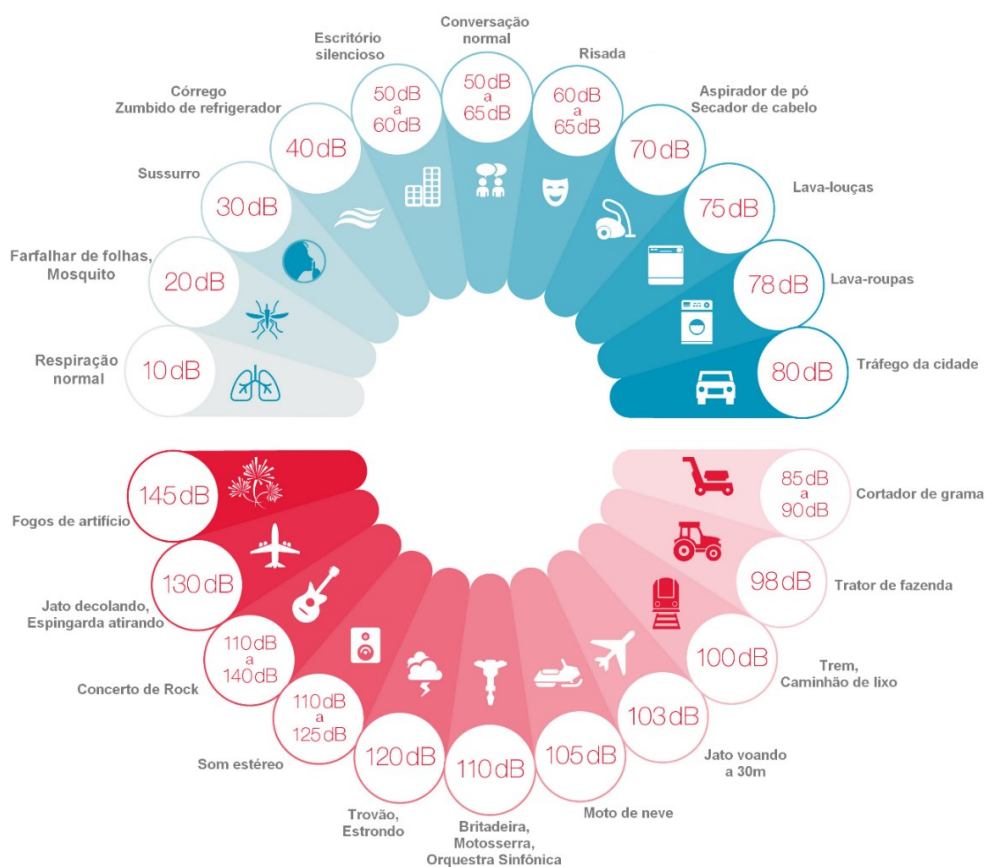 Respiração
normal
10 dB
Farfalhar de folhas,
Mosquito
20 dB
Sussurro
30 dB
Córrego
Zumbido de refrigerador
40 dB
Escritório
silencioso
50 dB
a
60 dB
Conversação
normal
50 dB
a
65 dB
Risada
60 dB
a
65 dB
Aspirador de pó
Secador de cabelo
70 dB
Lava-louças
75 dB
Lava-roupas
78 dB
Tráfego da cidade
80 dB
85 dB
a
90 dB
Cortador de grama
98 dB
Trator de fazenda
100 dB
Trem,
Caminhão de lixo
103 dB
Jato voando
a 30m
105 dB
Moto de neve
110 dB
Britadeira,
Motosserra,
Orquestra Sinfônica
120 dB
Trovão,
Estrondo
110 dB
a
125 dB
Som estéreo
110 dB
a
140 dB
Concerto de Rock
130 dB
Jato decolando,
Espingarda atirando
145 dB
Fogos de artifício